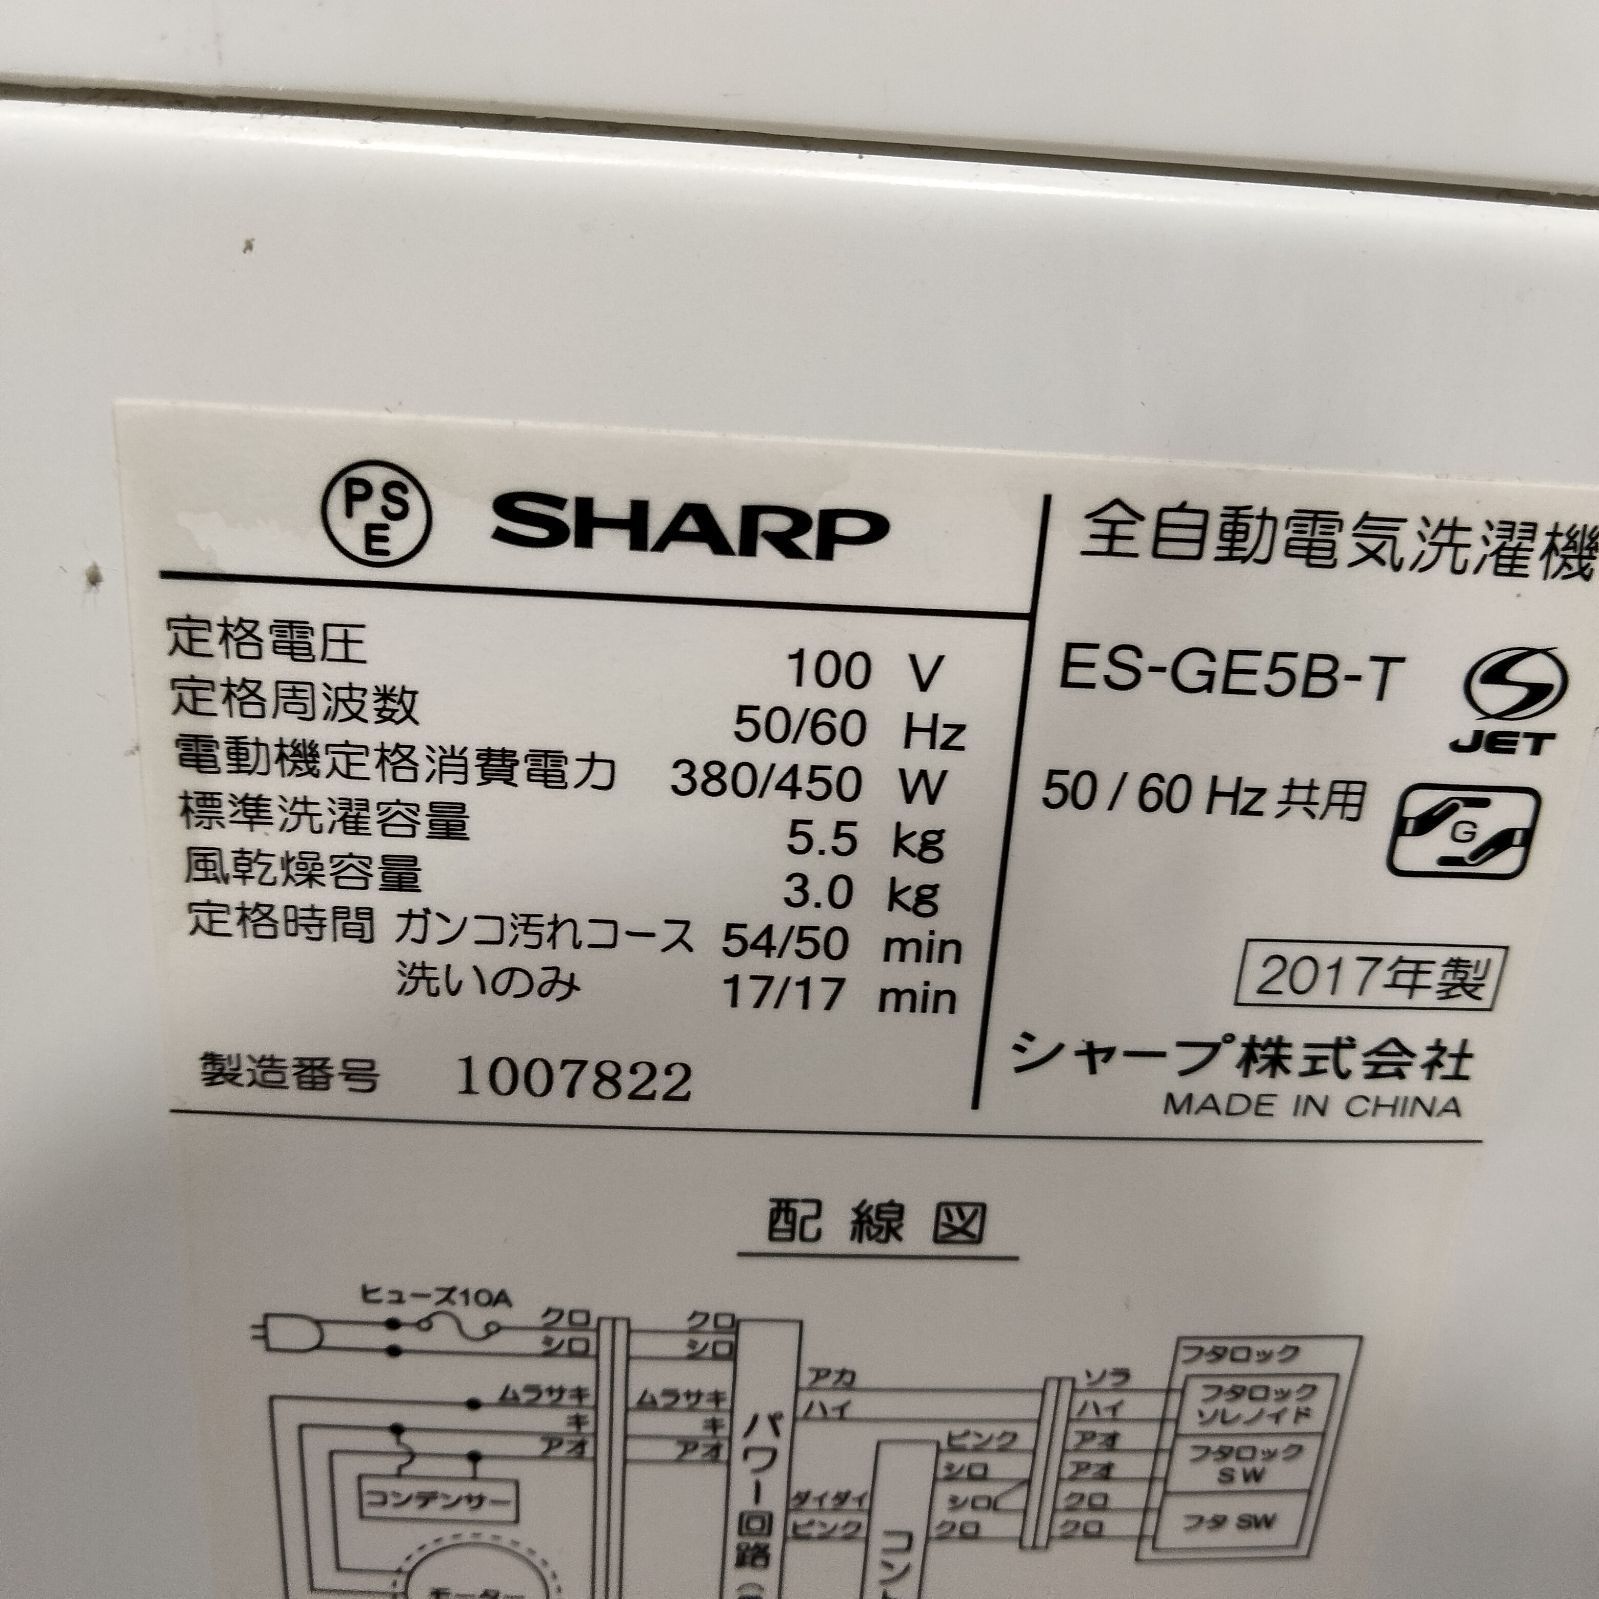 PSE SHARP
定格電圧 100 V
定格周波数 50/60 Hz
電動機定格消費電力 380/450 W
標準洗濯容量 5.5 kg
風乾燥容量 3.0 kg
定格時間 ガンコ汚れコース 54/50 min
洗いのみ 17/17 min
製造番号 1007822
全自動電気洗濯機
ES-GE5B-T
JET
50 / 60 Hz 共用
G
2017年製
シャープ株式会社
MADE IN CHINA
配線図
ヒューズ10A
クロ クロ
シロ シロ
ムラサキ ムラサキ
キ キ
アオ アオ
コンデンサー
モーター
パワー回路
アカ
ハイ
ダイダイ
ピンク
ピンク
シロ
シロ
クロ
ソラ
ハイ
アオ
アオ
クロ
クロ
フタロック
フタロック
ソレノイド
フタロック
SW
フタ SW